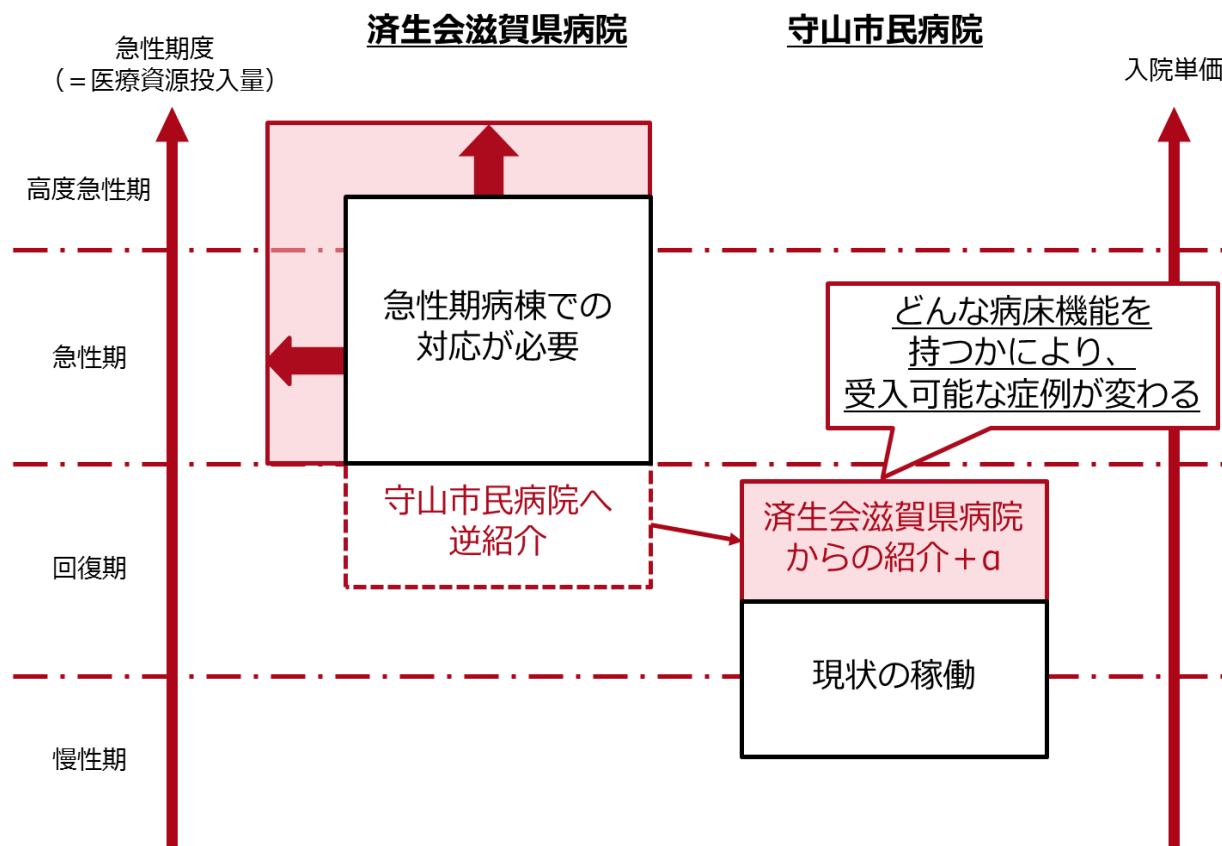 済生会滋賀県病院
守山市民病院
急性期度
（＝医療資源投入量）
入院単価
高度急性期
急性期病棟での
対応が必要
どんな病床機能を
持つかにより、
受入可能な症例が変わる
急性期
守山市民病院へ
逆紹介
済生会滋賀県病院
からの紹介＋α
回復期
現状の稼働
慢性期